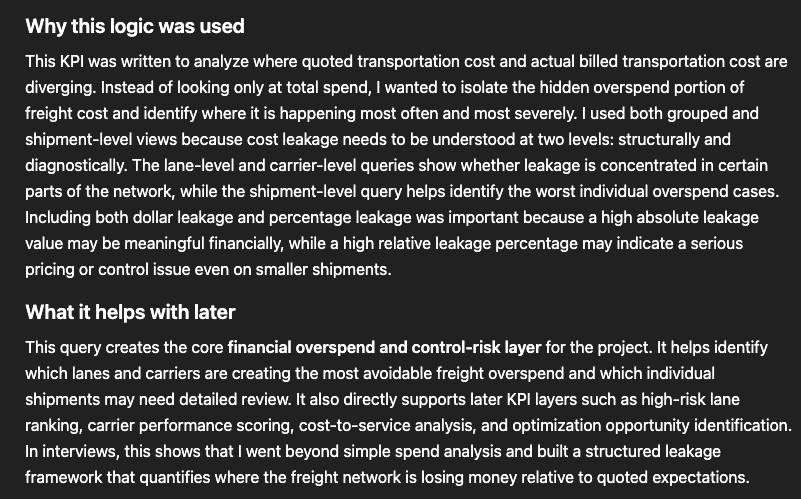 Why this logic was used
This KPI was written to analyze where quoted transportation cost and actual billed transportation cost are
diverging. Instead of looking only at total spend, I wanted to isolate the hidden overspend portion of
freight cost and identify where it is happening most often and most severely. I used both grouped and
shipment-level views because cost leakage needs to be understood at two levels: structurally and
diagnostically. The lane-level and carrier-level queries show whether leakage is concentrated in certain
parts of the network, while the shipment-level query helps identify the worst individual overspend cases.
Including both dollar leakage and percentage leakage was important because a high absolute leakage
value may be meaningful financially, while a high relative leakage percentage may indicate a serious
pricing or control issue even on smaller shipments.
What it helps with later
This query creates the core financial overspend and control-risk layer for the project. It helps identify
which lanes and carriers are creating the most avoidable freight overspend and which individual
shipments may need detailed review. It also directly supports later KPI layers such as high-risk lane
ranking, carrier performance scoring, cost-to-service analysis, and optimization opportunity identification.
In interviews, this shows that I went beyond simple spend analysis and built a structured leakage
framework that quantifies where the freight network is losing money relative to quoted expectations.